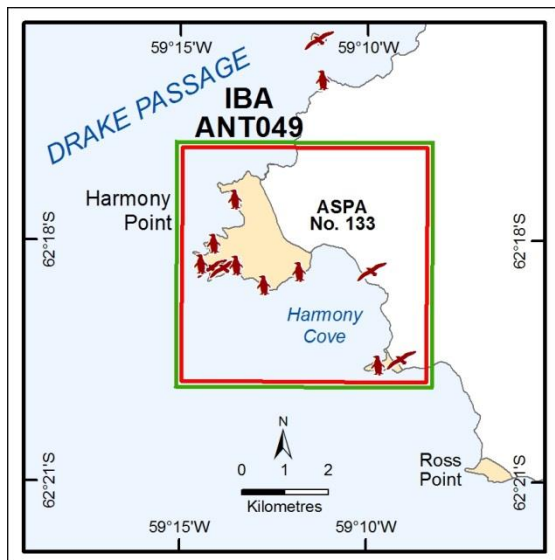 59°15'W
59°10'W
DRAKE PASSAGE
IBA
ANT049
Harmony
Point
ASPA
No. 133
62°18'S
62°18'S
Harmony
Cove
N
0 1 2
Kilometres
Ross
Point
62°21'S
62°21'S
59°15'W
59°10'W